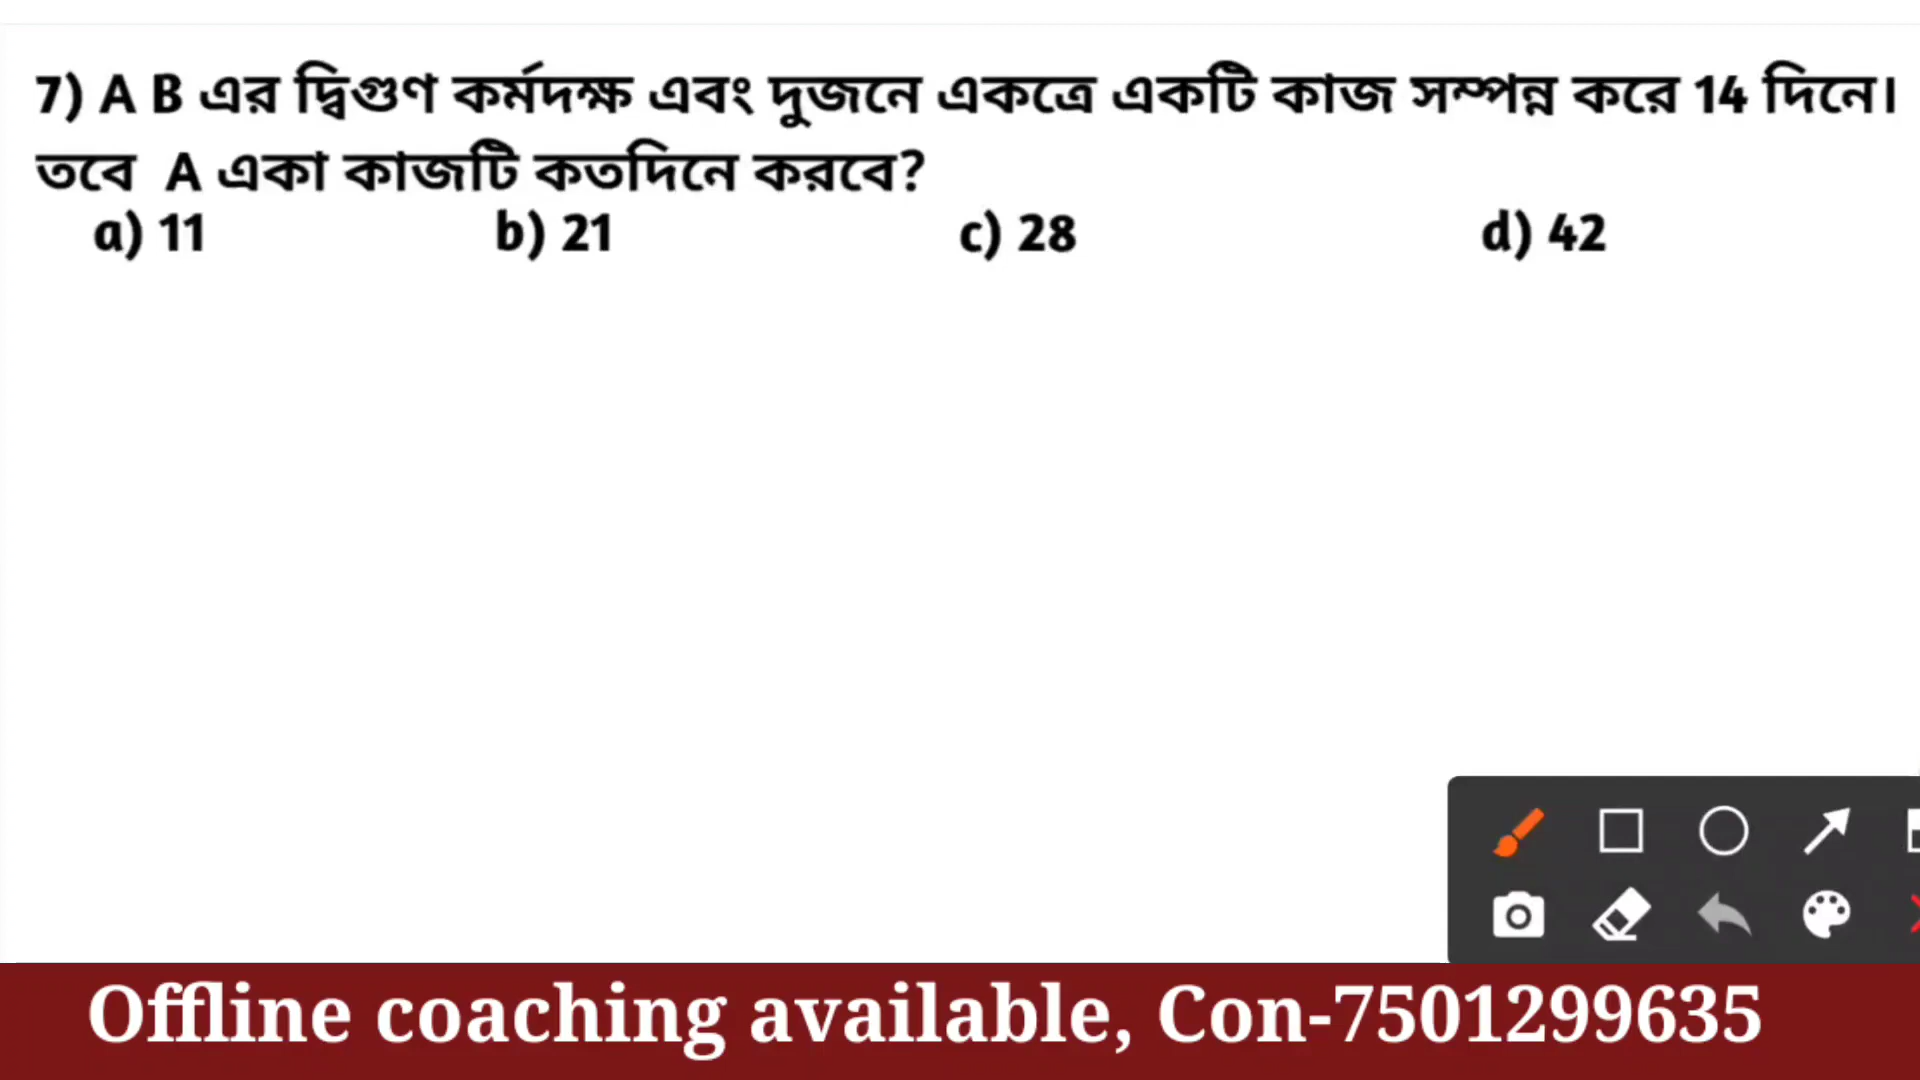 7) A B এর দ্বিগুণ কর্মদক্ষ এবং দুজনে একত্রে একটি কাজ সম্পন্ন করে 14 দিনে।
তবে A একা কাজটি কতদিনে করবে?
a) 11 b) 21 c) 28 d) 42
Offline coaching available, Con-7501299635